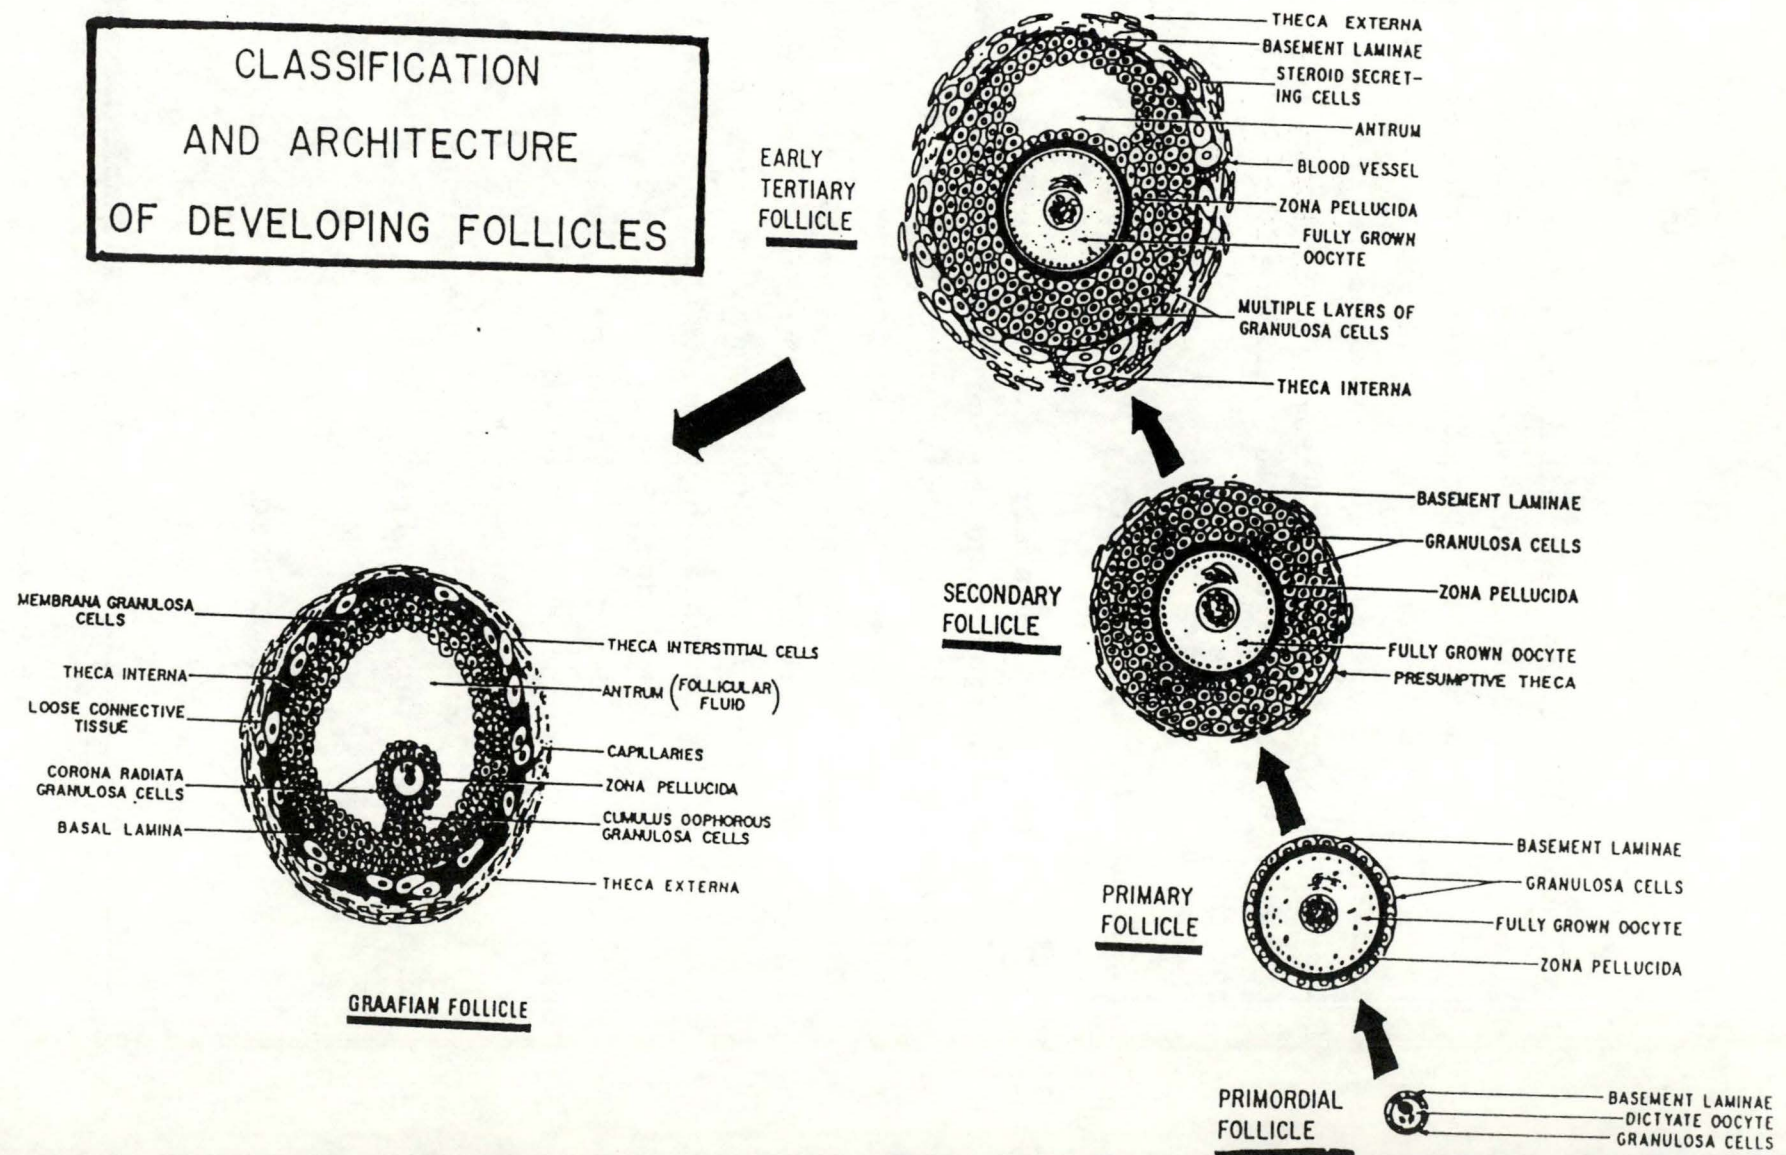 CLASSIFICATION
AND ARCHITECTURE
OF DEVELOPING FOLLICLES
EARLY
TERTIARY
FOLLICLE
THECA EXTERNA
BASEMENT LAMINAE
STEROID SECRET-
ING CELLS
ANTRUM
BLOOD VESSEL
ZONA PELLUCIDA
FULLY GROWN
OOCYTE
MULTIPLE LAYERS OF
GRANULOSA CELLS
THECA INTERNA
SECONDARY
FOLLICLE
BASEMENT LAMINAE
GRANULOSA CELLS
ZONA PELLUCIDA
FULLY GROWN OOCYTE
PRESUMPTIVE THECA
MEMBRANA GRANULOSA
CELLS
THECA INTERNA
LOOSE CONNECTIVE
TISSUE
CORONA RADIATA
GRANULOSA CELLS
BASAL LAMINA
THECA INTERSTITIAL CELLS
ANTRUM (FOLLICULAR
FLUID)
CAPILLARIES
ZONA PELLUCIDA
CUMULUS OOPHOROUS
GRANULOSA CELLS
THECA EXTERNA
GRAAFIAN FOLLICLE
PRIMARY
FOLLICLE
BASEMENT LAMINAE
GRANULOSA CELLS
FULLY GROWN OOCYTE
ZONA PELLUCIDA
PRIMORDIAL
FOLLICLE
BASEMENT LAMINAE
DICTYATE OOCYTE
GRANULOSA CELLS